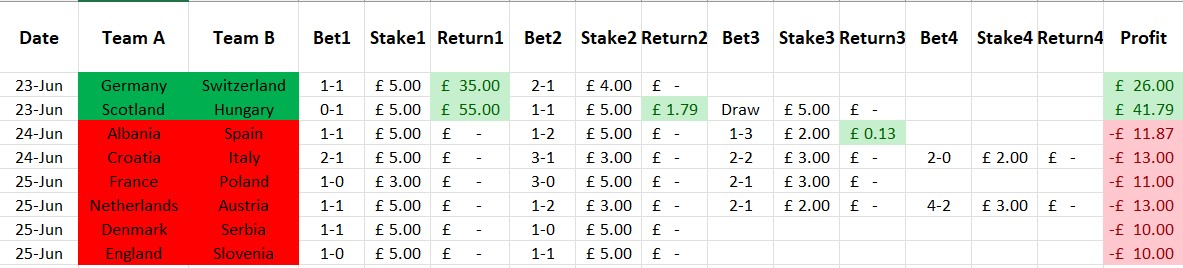 Date Team A Team B Bet1 Stake1 Return1 Bet2 Stake2 Return2 Bet3 Stake3 Return3 Bet4 Stake4 Return4 Profit
23-Jun Germany Switzerland 1-1 £ 5.00 £ 35.00 2-1 £ 4.00 £ - £ 26.00
23-Jun Scotland Hungary 0-1 £ 5.00 £ 55.00 1-1 £ 5.00 £ 1.79 Draw £ 5.00 £ - £ 41.79
24-Jun Albania Spain 1-1 £ 5.00 £ - 1-2 £ 5.00 £ - 1-3 £ 2.00 £ 0.13 -£ 11.87
24-Jun Croatia Italy 2-1 £ 5.00 £ - 3-1 £ 3.00 £ - 2-2 £ 3.00 £ - 2-0 £ 2.00 £ - -£ 13.00
25-Jun France Poland 1-0 £ 3.00 £ - 3-0 £ 5.00 £ - 2-1 £ 3.00 £ - -£ 11.00
25-Jun Netherlands Austria 1-1 £ 5.00 £ - 1-2 £ 3.00 £ - 2-1 £ 2.00 £ - 4-2 £ 3.00 £ - -£ 13.00
25-Jun Denmark Serbia 1-1 £ 5.00 £ - 1-0 £ 5.00 £ - -£ 10.00
25-Jun England Slovenia 1-0 £ 5.00 £ - 1-1 £ 5.00 £ - -£ 10.00